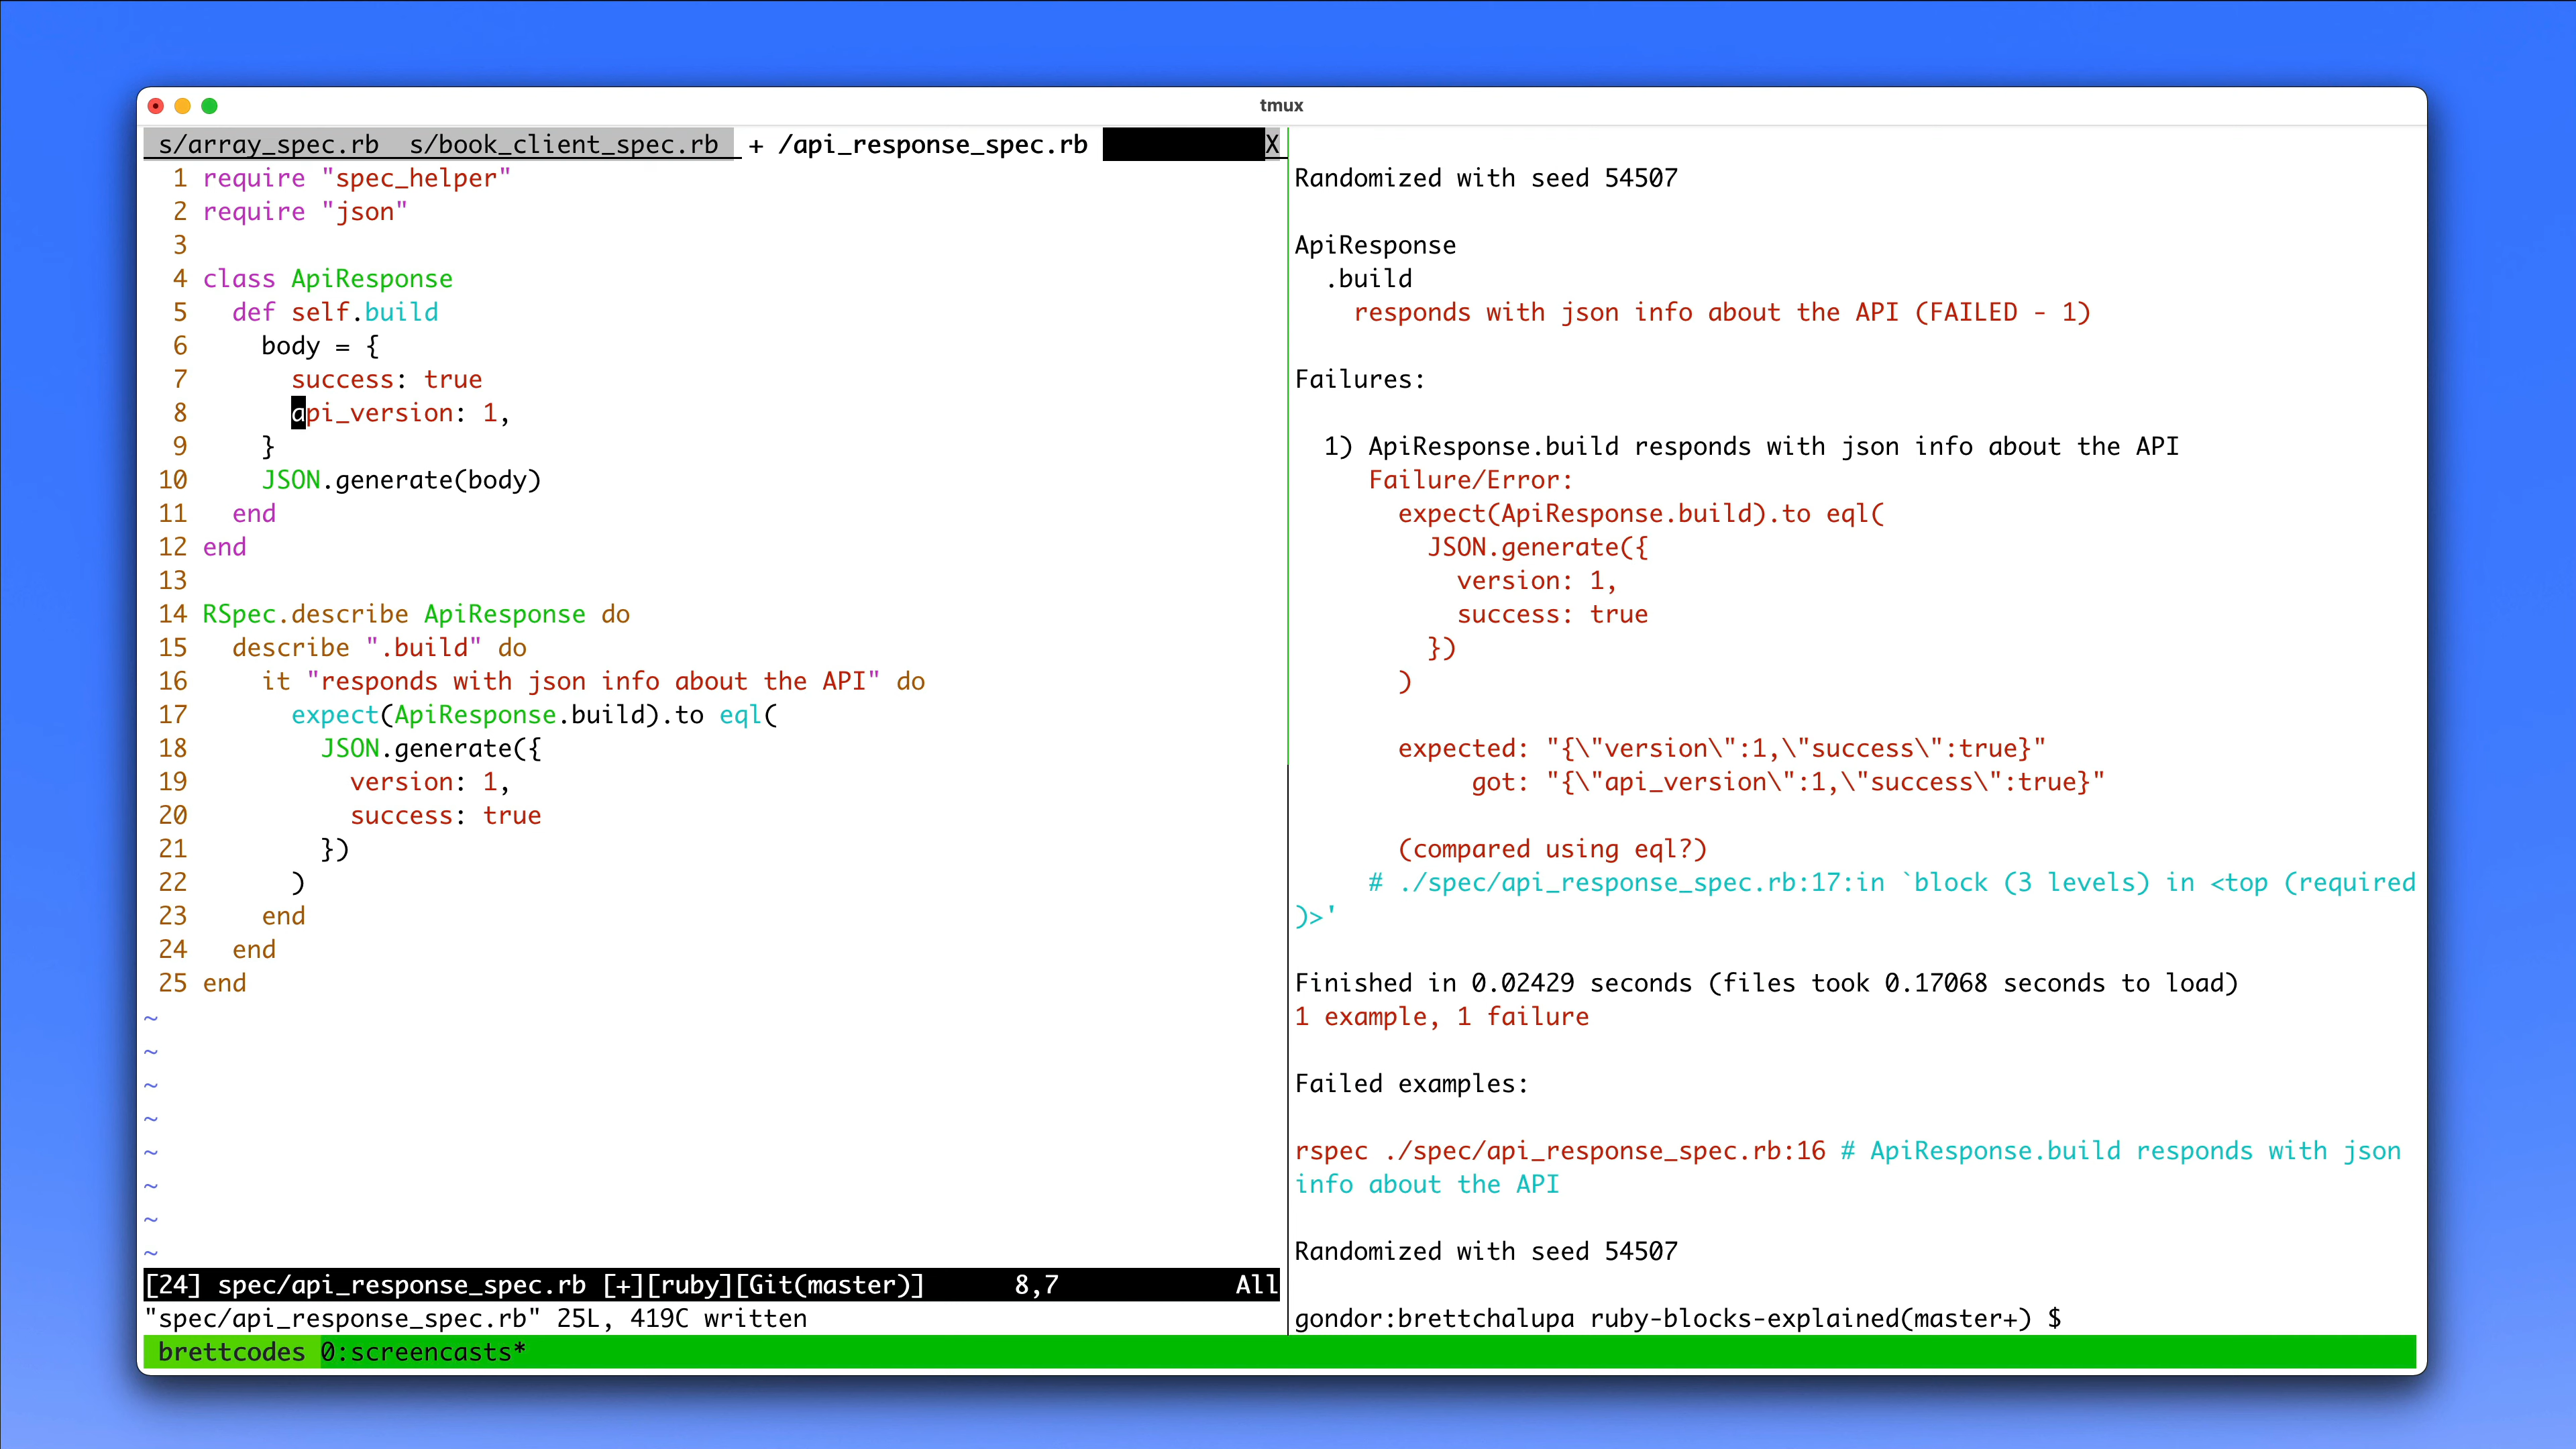 tmux
s/array_spec.rb  s/book_client_spec.rb  + /api_response_spec.rb X
1 require "spec_helper"
2 require "json"
3
4 class ApiResponse
5   def self.build
6     body = {
7       success: true
8       api_version: 1,
9     }
10     JSON.generate(body)
11   end
12 end
13
14 RSpec.describe ApiResponse do
15   describe ".build" do
16     it "responds with json info about the API" do
17       expect(ApiResponse.build).to eql(
18         JSON.generate({
19           version: 1,
20           success: true
21         })
22       )
23     end
24   end
25 end
~
~
~
~
~
~
~
~
[24] spec/api_response_spec.rb [+][ruby][Git(master)]      8,7            All
"spec/api_response_spec.rb" 25L, 419C written
Randomized with seed 54507
ApiResponse
  .build
    responds with json info about the API (FAILED - 1)
Failures:
  1) ApiResponse.build responds with json info about the API
     Failure/Error:
       expect(ApiResponse.build).to eql(
         JSON.generate({
           version: 1,
           success: true
         })
       )
       expected: "{\"version\":1,\"success\":true}"
            got: "{\"api_version\":1,\"success\":true}"
       (compared using eql?)
     # ./spec/api_response_spec.rb:17:in `block (3 levels) in <top (required
)>'
Finished in 0.02429 seconds (files took 0.17068 seconds to load)
1 example, 1 failure
Failed examples:
rspec ./spec/api_response_spec.rb:16 # ApiResponse.build responds with json
info about the API
Randomized with seed 54507
gondor:brettchalupa ruby-blocks-explained(master+) $
brettcodes 0:screencasts*